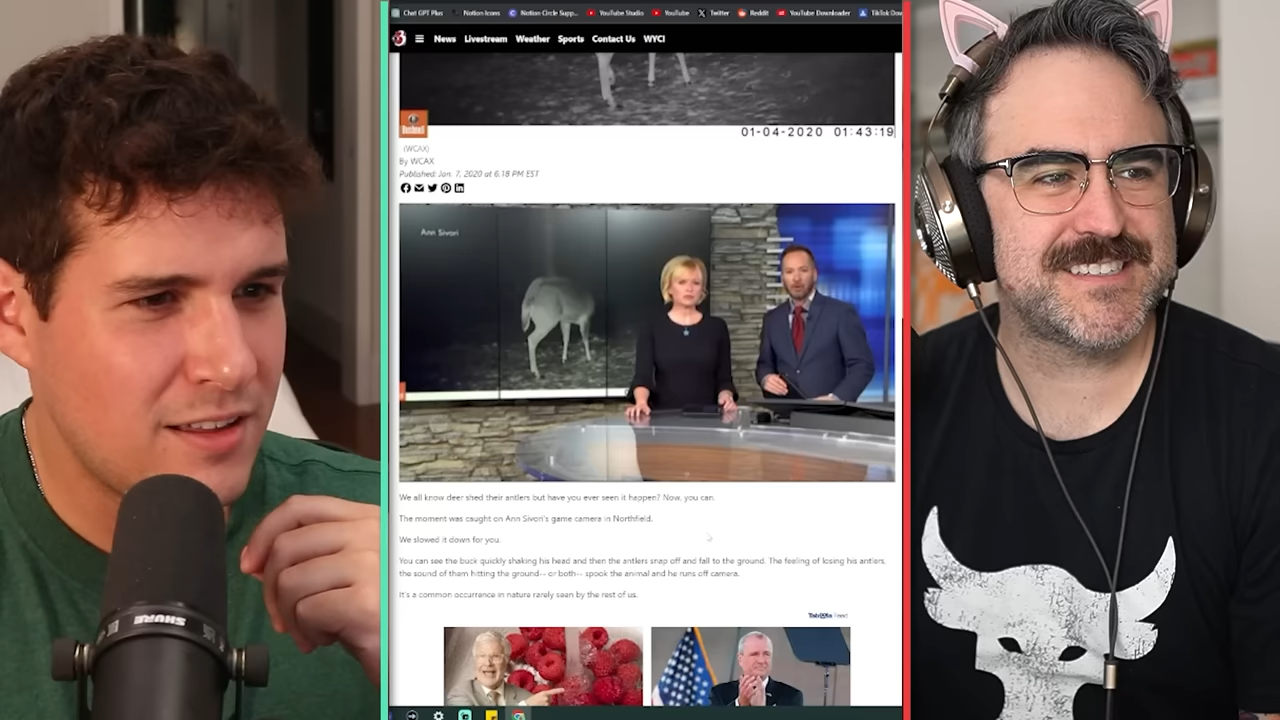 Chat GPT Plus
Notion-Icons
Notion-Circle Supp...
YouTube Studio
YouTube
Twitter
Reddit
YouTube Downloader
TikTok Dow
3
News
Livestream
Weather
Sports
Contact Us
WYCI
Bushnell
01-04-2020 01:43:19
(WCAX)
By WCAX
Published: Jan. 7, 2020 at 6:18 PM EST
Ann Sivori
We all know deer shed their antlers but have you ever seen it happen? Now, you can.
The moment was caught on Ann Sivori's game camera in Northfield.
We slowed it down for you.
You can see the buck quickly shaking his head and then the antlers snap off and fall to the ground. The feeling of losing his antlers,
the sound of them hitting the ground-- or both-- spook the animal and he runs off camera.
It's a common occurrence in nature rarely seen by the rest of us.
Taboola Feed
SHURE